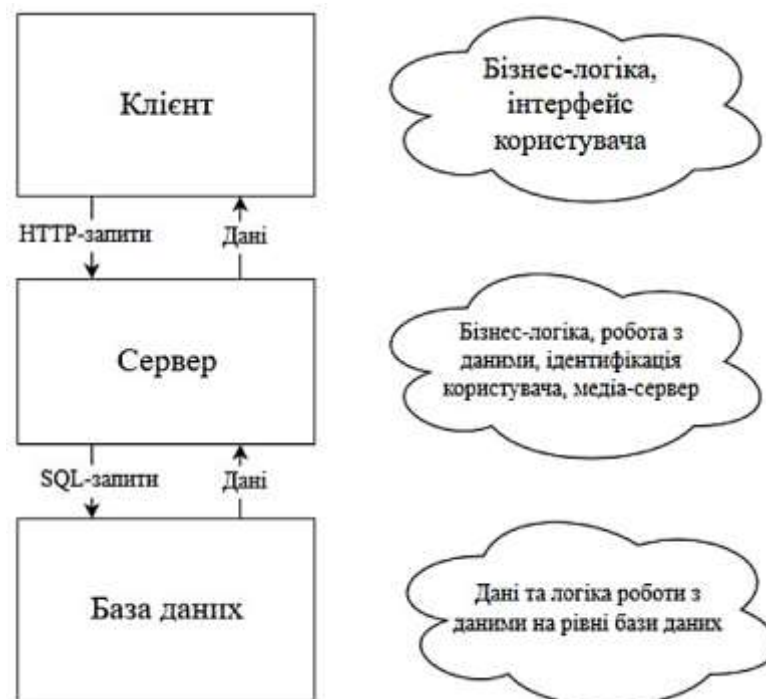 Клієнт
Бізнес-логіка,
інтерфейс
користувача
HTTP-запити
Дані
Сервер
Бізнес-логіка, робота з
даними, ідентифікація
користувача, медіа-сервер
SQL-запити
Дані
База даних
Дані та логіка роботи з
даними на рівні бази даних